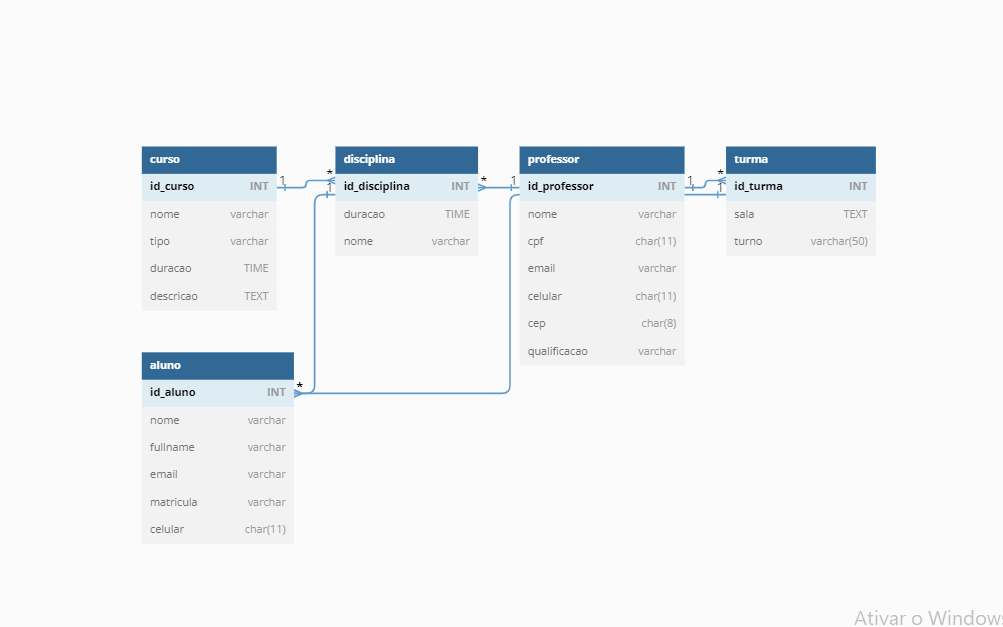 curso
id_curso INT
nome varchar
tipo varchar
duracao TIME
descricao TEXT
disciplina
id_disciplina INT
duracao TIME
nome varchar
professor
id_professor INT
nome varchar
cpf char(11)
email varchar
celular char(11)
cep char(8)
qualificacao varchar
turma
id_turma INT
sala TEXT
turno varchar(50)
aluno
id_aluno INT
nome varchar
fullname varchar
email varchar
matricula varchar
celular char(11)
1 *
1
* 1
1 *
1
*
Ativar o Windows